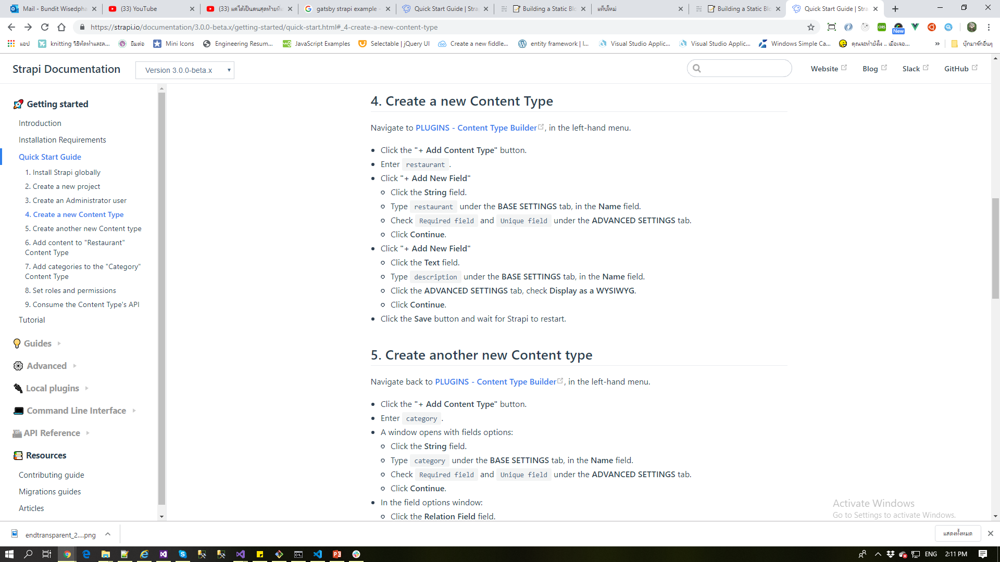 Mail - Bundit Wisedpha
(33) YouTube
gatsby strapi example -
Quick Start Guide | Stra
Building a Static Blo
แท็บใหม่
Building a Static Blo
Quick Start Guide | Stra
https://strapi.io/documentation/3.0.0-beta.x/getting-started/quick-start.html#_4-create-a-new-content-type
CORS
New
แอป
ยิ้มต่อ
Mini Icons
Engineering Resum...
JavaScript Examples
Selectable | jQuery UI
Create a new fiddle...
entity framework | I...
Visual Studio Applic...
Visual Studio Applic...
Windows Simple Ca...
»
บุ๊กมาร์กอื่นๆ
Strapi Documentation
Version 3.0.0-beta.x
Website
Blog
Slack
GitHub
Getting started
Introduction
Installation Requirements
Quick Start Guide
1. Install Strapi globally
2. Create a new project
3. Create an Administrator user
4. Create a new Content Type
5. Create another new Content type
6. Add content to "Restaurant"
Content Type
7. Add categories to the "Category"
Content Type
8. Set roles and permissions
9. Consume the Content Type's API
Tutorial
Guides
Advanced
Local plugins
Command Line Interface
API Reference
Resources
Contributing guide
Migrations guides
Articles
4. Create a new Content Type
Navigate to PLUGINS - Content Type Builder, in the left-hand menu.
Click the "+ Add Content Type" button.
Enter restaurant .
Click "+ Add New Field"
Click the String field.
Type restaurant under the BASE SETTINGS tab, in the Name field.
Check Required field and Unique field under the ADVANCED SETTINGS tab.
Click Continue.
Click "+ Add New Field"
Click the Text field.
Type description under the BASE SETTINGS tab, in the Name field.
Click the ADVANCED SETTINGS tab, check Display as a WYSIWYG.
Click Continue.
Click the Save button and wait for Strapi to restart.
5. Create another new Content type
Navigate back to PLUGINS - Content Type Builder, in the left-hand menu.
Click the "+ Add Content Type" button.
Enter category .
A window opens with fields options:
Click the String field.
Type category under the BASE SETTINGS tab, in the Name field.
Check Required field and Unique field under the ADVANCED SETTINGS tab.
Click Continue.
In the field options window:
Click the Relation Field field.
Activate Windows
Go to Settings to activate Windows.
endtransparent_2....png
แสดงทั้งหมด
ENG
2:11 PM